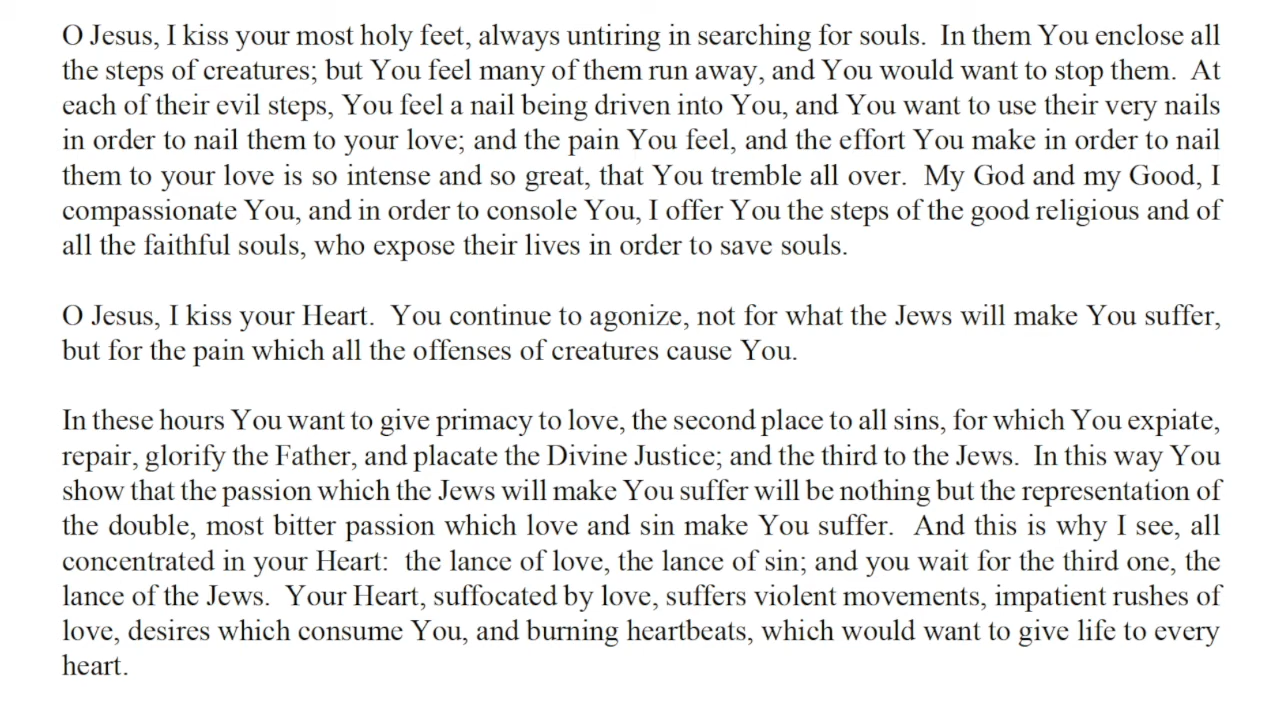 O Jesus, I kiss your most holy feet, always untiring in searching for souls.  In them You enclose all
the steps of creatures; but You feel many of them run away, and You would want to stop them.  At
each of their evil steps, You feel a nail being driven into You, and You want to use their very nails
in order to nail them to your love; and the pain You feel, and the effort You make in order to nail
them to your love is so intense and so great, that You tremble all over.  My God and my Good, I
compassionate You, and in order to console You, I offer You the steps of the good religious and of
all the faithful souls, who expose their lives in order to save souls.
O Jesus, I kiss your Heart.  You continue to agonize, not for what the Jews will make You suffer,
but for the pain which all the offenses of creatures cause You.
In these hours You want to give primacy to love, the second place to all sins, for which You expiate,
repair, glorify the Father, and placate the Divine Justice; and the third to the Jews.  In this way You
show that the passion which the Jews will make You suffer will be nothing but the representation of
the double, most bitter passion which love and sin make You suffer.  And this is why I see, all
concentrated in your Heart:  the lance of love, the lance of sin; and you wait for the third one, the
lance of the Jews.  Your Heart, suffocated by love, suffers violent movements, impatient rushes of
love, desires which consume You, and burning heartbeats, which would want to give life to every
heart.